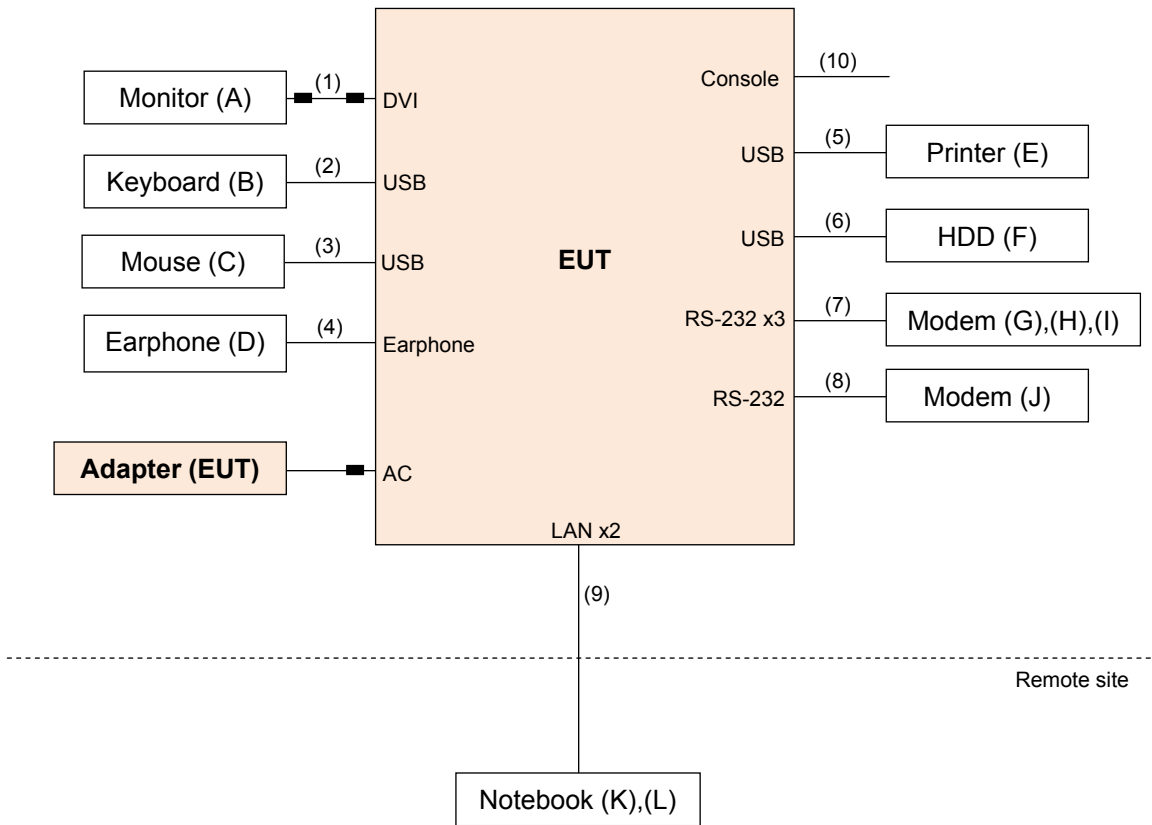 (10)
Console
(1)
Monitor (A)
DVI
(5)
USB
Printer (E)
(2)
Keyboard (B)
USB
(6)
USB
HDD (F)
(3)
Mouse (C)
USB
EUT
(7)
RS-232 x3
Modem (G),(H),(I)
(4)
Earphone (D)
Earphone
(8)
RS-232
Modem (J)
Adapter (EUT)
AC
LAN x2
(9)
Remote site
Notebook (K),(L)